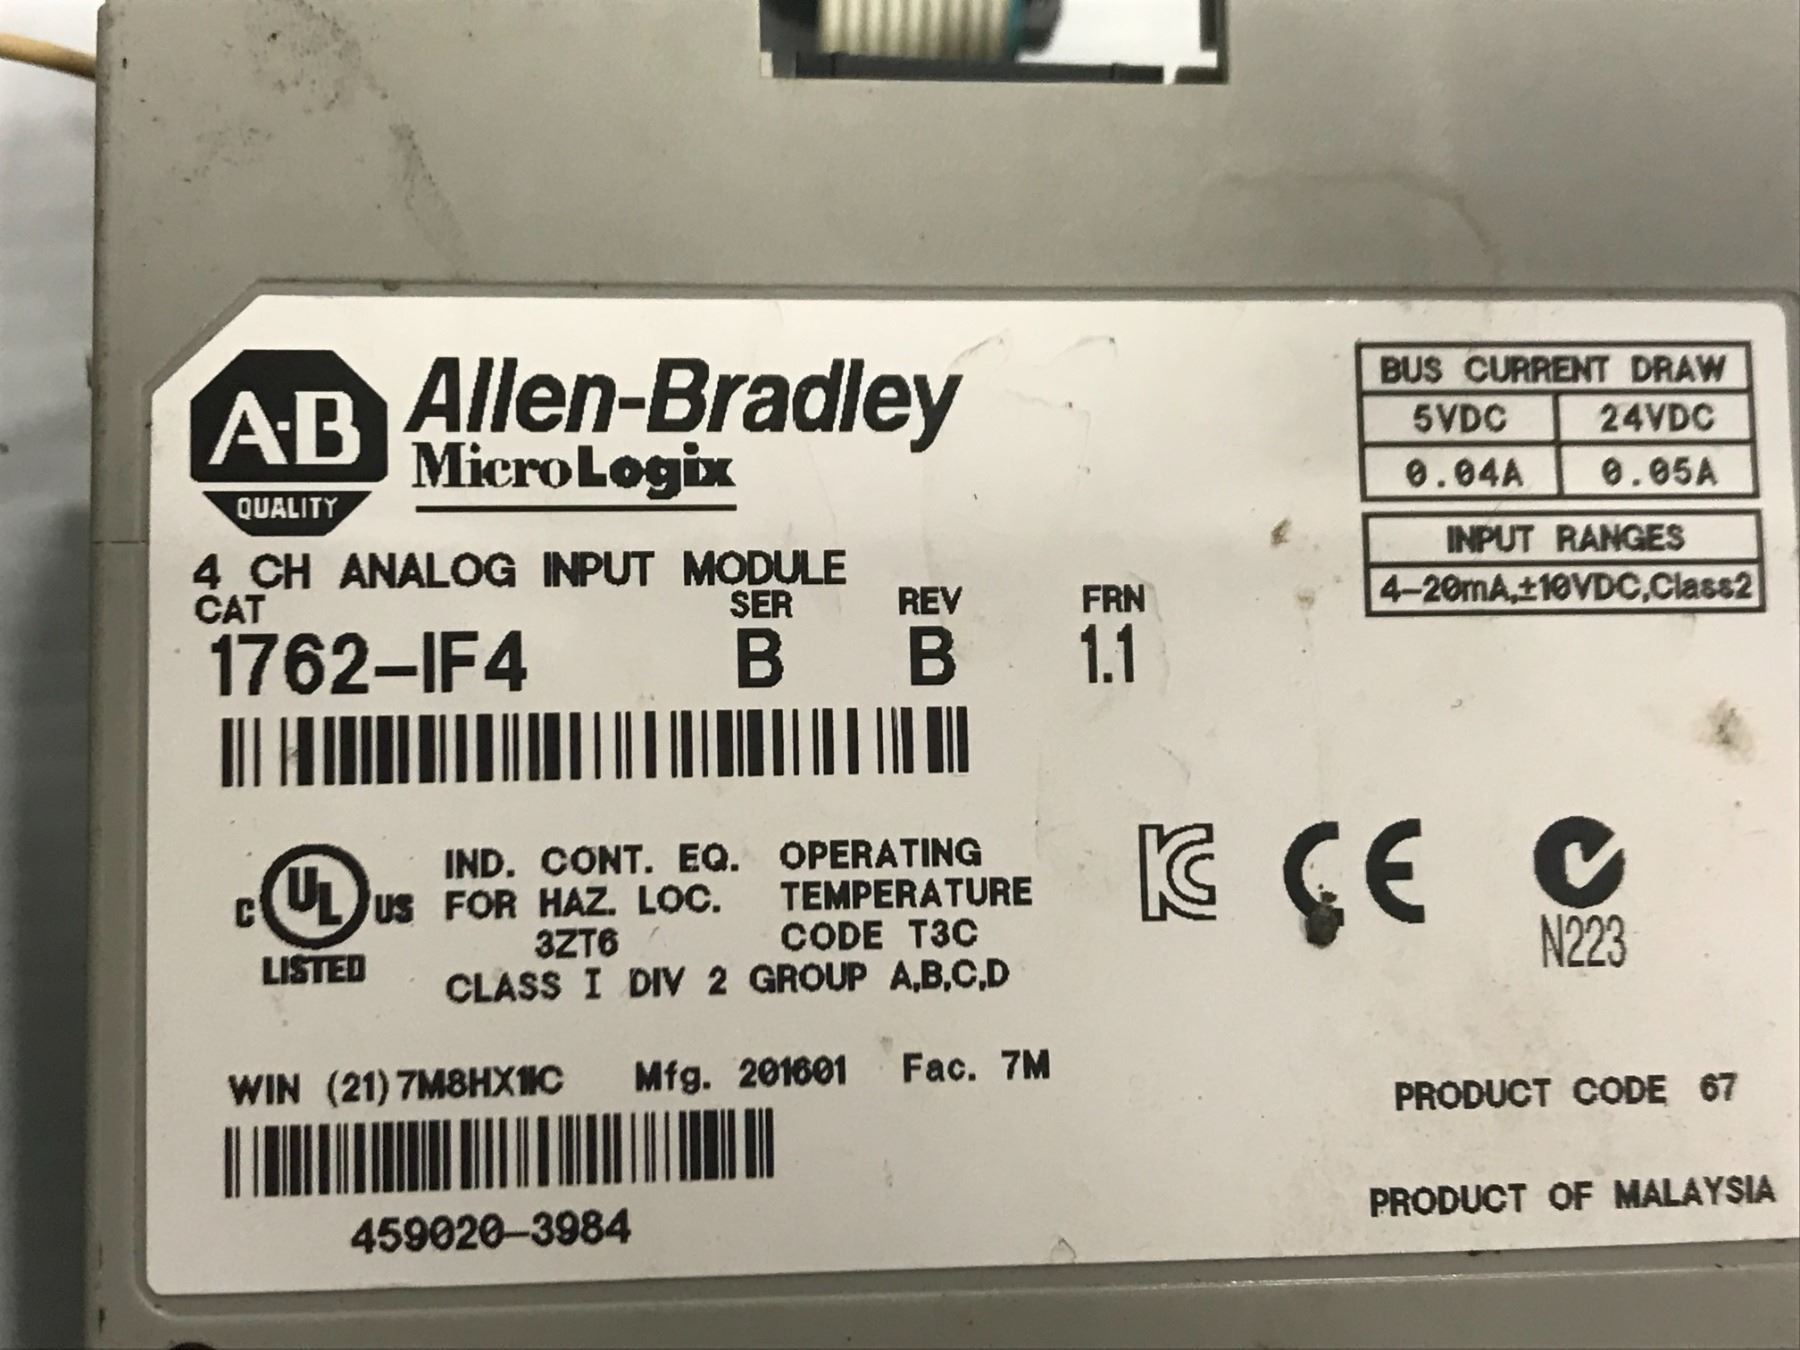 A-B
QUALITY
Allen-Bradley
MicroLogix
4 CH ANALOG INPUT MODULE
CAT SER REV FRN
1762-IF4 B B 1.1
BUS CURRENT DRAW
5VDC 24VDC
0.04A 0.05A
INPUT RANGES
4-20mA,±10VDC,Class2
C UL US
LISTED
IND. CONT. EQ.
FOR HAZ. LOC.
3ZT6
OPERATING
TEMPERATURE
CODE T3C
CLASS I DIV 2 GROUP A,B,C,D
KC CE
N223
WIN (21) Mfg. 201601 Fac. 7M
459020-3984
PRODUCT CODE 67
PRODUCT OF MALAYSIA